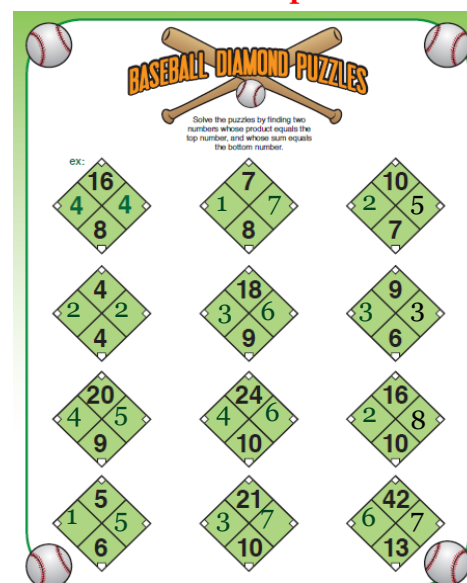 BASEBALL DIAMOND PUZZLES
Solve the puzzles by finding two
numbers whose product equals the
top number, and whose sum equals
the bottom number.
ex:
16 7 10
4 4 1 7 2 5
8 8 7
4 18 9
2 2 3 6 3 3
4 9 6
20 24 16
4 5 4 6 2 8
9 10 10
5 21 42
1 5 3 7 6 7
6 10 13